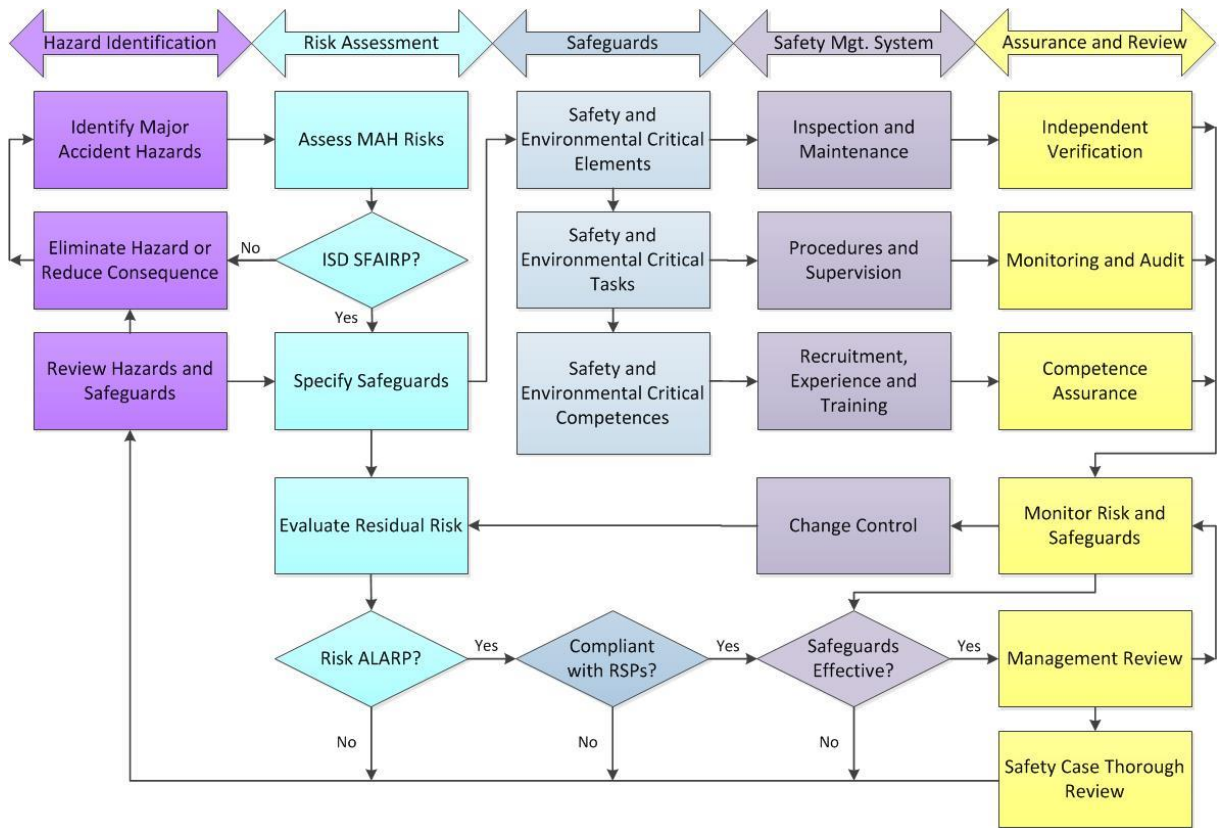 Hazard Identification
Risk Assessment
Safeguards
Safety Mgt. System
Assurance and Review
Identify Major
Accident Hazards
Assess MAH Risks
Safety and
Environmental Critical
Elements
Inspection and
Maintenance
Independent
Verification
Eliminate Hazard or
Reduce Consequence
No
ISD SFAIRP?
Yes
Safety and
Environmental Critical
Tasks
Procedures and
Supervision
Monitoring and Audit
Review Hazards and
Safeguards
Specify Safeguards
Safety and
Environmental Critical
Competences
Recruitment,
Experience and
Training
Competence
Assurance
Evaluate Residual Risk
Change Control
Monitor Risk and
Safeguards
Risk ALARP?
Yes
Compliant
with RSPs?
Yes
Safeguards
Effective?
Yes
Management Review
No
No
No
Safety Case Thorough
Review